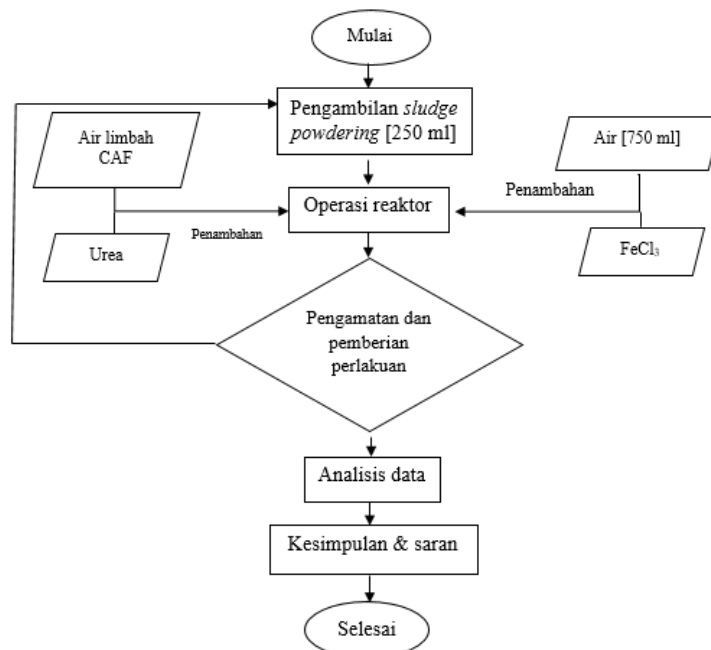 Mulai
Pengambilan sludge
powdering [250 ml]
Air limbah
CAF
Air [750 ml]
Penambahan
Operasi reaktor
Penambahan
Urea
FeCl₃
Pengamatan dan
pemberian
perlakuan
Analisis data
Kesimpulan & saran
Selesai